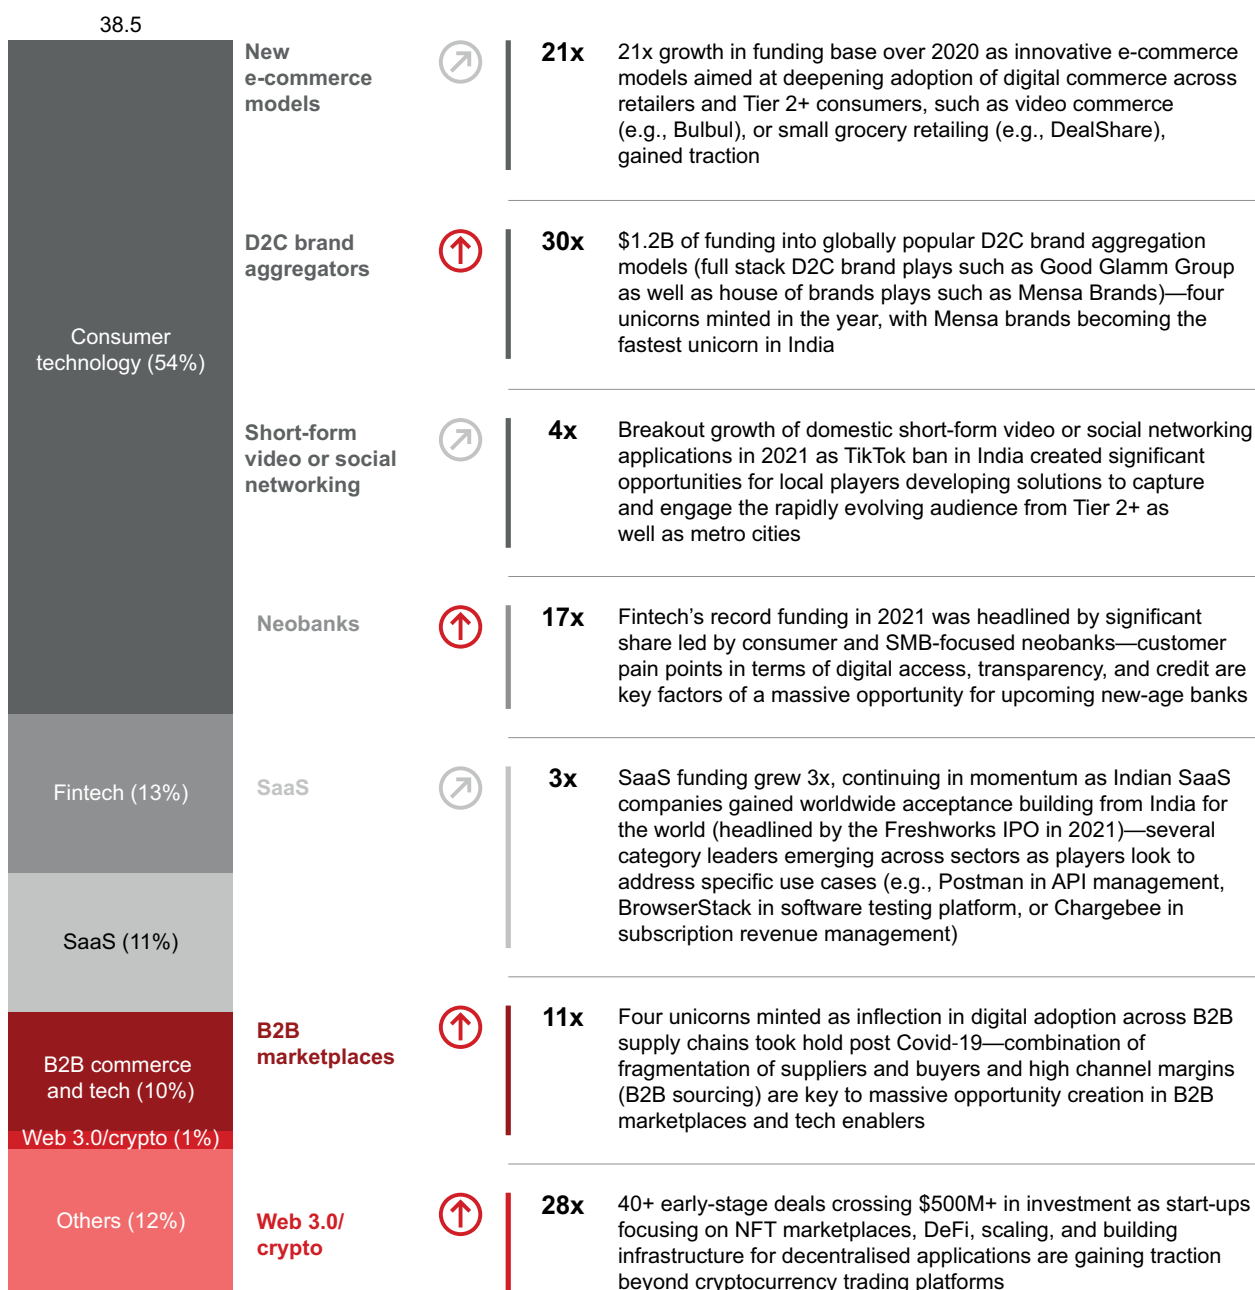 38.5
Consumer
technology (54%)
Fintech (13%)
SaaS (11%)
B2B commerce
and tech (10%)
Web 3.0/crypto (1%)
Others (12%)
New
e-commerce
models
21x
21x growth in funding base over 2020 as innovative e-commerce
models aimed at deepening adoption of digital commerce across
retailers and Tier 2+ consumers, such as video commerce
(e.g., Bulbul), or small grocery retailing (e.g., DealShare),
gained traction
D2C brand
aggregators
30x
$1.2B of funding into globally popular D2C brand aggregation
models (full stack D2C brand plays such as Good Glamm Group
as well as house of brands plays such as Mensa Brands)—four
unicorns minted in the year, with Mensa brands becoming the
fastest unicorn in India
Short-form
video or social
networking
4x
Breakout growth of domestic short-form video or social networking
applications in 2021 as TikTok ban in India created significant
opportunities for local players developing solutions to capture
and engage the rapidly evolving audience from Tier 2+ as
well as metro cities
Neobanks
17x
Fintech’s record funding in 2021 was headlined by significant
share led by consumer and SMB-focused neobanks—customer
pain points in terms of digital access, transparency, and credit are
key factors of a massive opportunity for upcoming new-age banks
SaaS
3x
SaaS funding grew 3x, continuing in momentum as Indian SaaS
companies gained worldwide acceptance building from India for
the world (headlined by the Freshworks IPO in 2021)—several
category leaders emerging across sectors as players look to
address specific use cases (e.g., Postman in API management,
BrowserStack in software testing platform, or Chargebee in
subscription revenue management)
B2B
marketplaces
11x
Four unicorns minted as inflection in digital adoption across B2B
supply chains took hold post Covid-19—combination of
fragmentation of suppliers and buyers and high channel margins
(B2B sourcing) are key to massive opportunity creation in B2B
marketplaces and tech enablers
Web 3.0/
crypto
28x
40+ early-stage deals crossing $500M+ in investment as start-ups
focusing on NFT marketplaces, DeFi, scaling, and building
infrastructure for decentralised applications are gaining traction
beyond cryptocurrency trading platforms